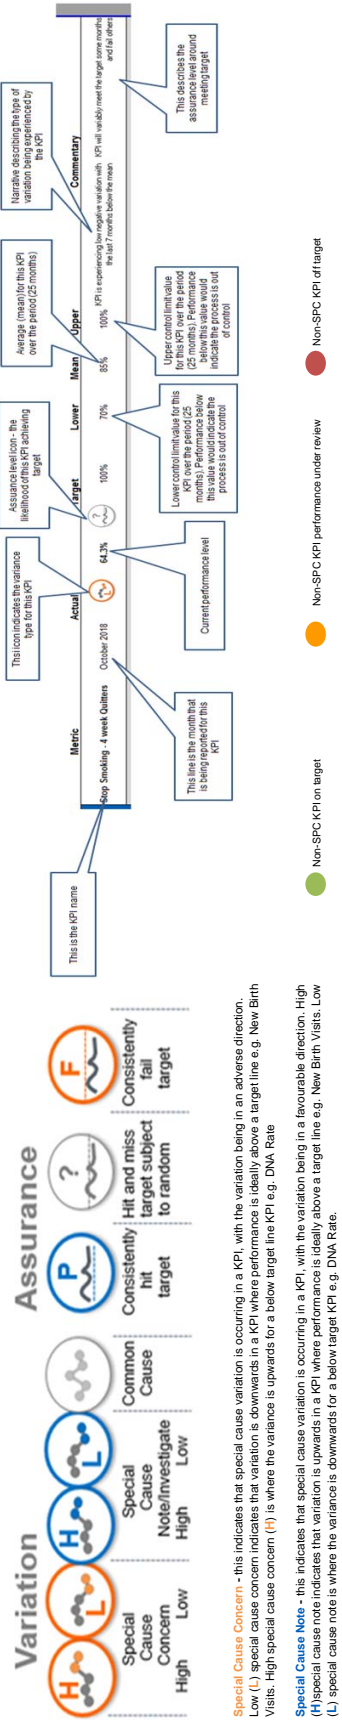 Variation
Assurance
H
L
H
L
P
?
F
Special
Cause
Concern
High Low
Special
Cause
Note/Investigate
High Low
Common
Cause
Consistently
hit
target
Hit and miss
target subject
to random
Consistently
fail
target
Special Cause Concern - this indicates that special cause variation is occurring in a KPI, with the variation being in an adverse direction.
Low (L) special cause concern indicates that variation is downwards in a KPI where performance is ideally above a target line e.g. New Birth
Visits. High special cause concern (H) is where the variance is upwards for a below target line KPI e.g. DNA Rate
Special Cause Note - this indicates that special cause variation is occurring in a KPI, with the variation being in a favourable direction. High
(H)special cause note indicates that variation is upwards in a KPI where performance is ideally above a target line e.g. New Birth Visits. Low
(L) special cause note is where the variance is downwards for a below target KPI e.g. DNA Rate.
This is the KPI name
Thsi icon indicates the variance
type for this KPI
Assuance level icon - the
likelihood of this KPI achieving
target
Average (mean) for this KPI
over the period (25 months)
Narrative describing the type of
variation being experienced by
the KPI
Metric Actual Target Lower Mean Upper Commentary
Stop Smoking - 4 week Quitters October 2018 L 64.3% ? 100% 70% 85% 100%
KPI is experiencing low negative variation with
the last 7 months below the mean
KPI will variably meet the target some months
and fail others
This line is the month that
is being reported for this
KPI
Current performance level
Lower control limit value for this
KPI over the period (25
months). Performance below
this value would indicate the
process is out of control
Upper control limit value
for this KPI over the period
(25 months). Performance
below this value would
indicate the process is out
of control
This describes the
assurance level around
meeting target
Non-SPC KPI on target
Non-SPC KPI performance under review
Non-SPC KPI off target